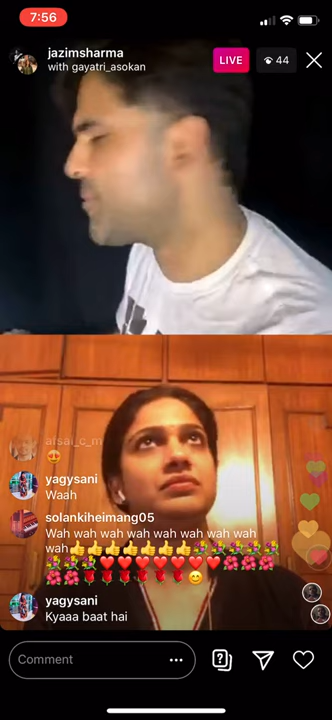 7:56
jazimsharma
with gayatri_asokan
LIVE
44
afsal_c_m
yagysani
Waah
solankiheimang05
Wah wah wah wah wah wah wah wah
wah👍👍👍👍👍👍👍💐💐💐💐💐
💐💐❤️❤️❤️❤️❤️❤️❤️🌺🌺🌺
🌺🌺🌹🌹🌹🌹🌹🌹😊
yagysani
Kyaaa baat hai
Comment